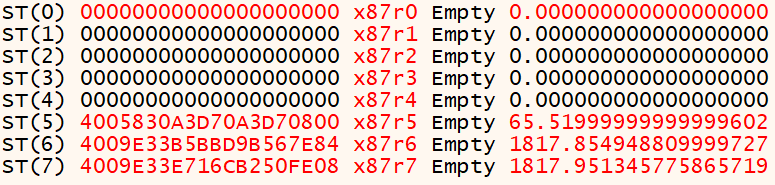 ST(0) 00000000000000000000 x87r0 Empty 0.000000000000000000
ST(1) 00000000000000000000 x87r1 Empty 0.000000000000000000
ST(2) 00000000000000000000 x87r2 Empty 0.000000000000000000
ST(3) 00000000000000000000 x87r3 Empty 0.000000000000000000
ST(4) 00000000000000000000 x87r4 Empty 0.000000000000000000
ST(5) 4005830A3D70A3D70800 x87r5 Empty 65.51999999999999602
ST(6) 4009E33B5BBD9B567E84 x87r6 Empty 1817.854948809999727
ST(7) 4009E33E716CB250FE08 x87r7 Empty 1817.951345775865719